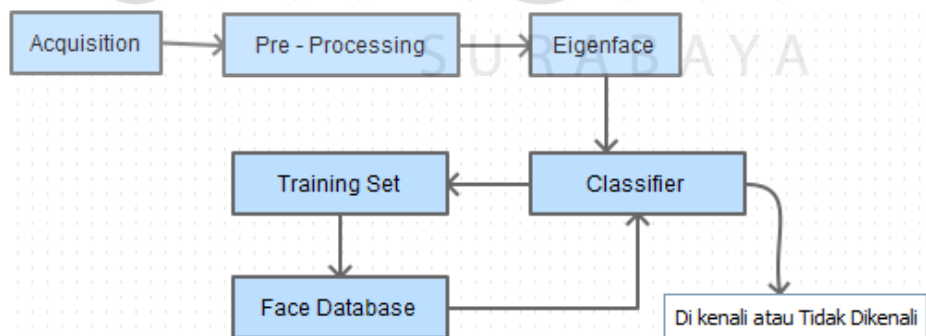 Acquisition
Pre - Processing
Eigenface
SURABAYA
Training Set
Classifier
Face Database
Di kenali atau Tidak Dikenali